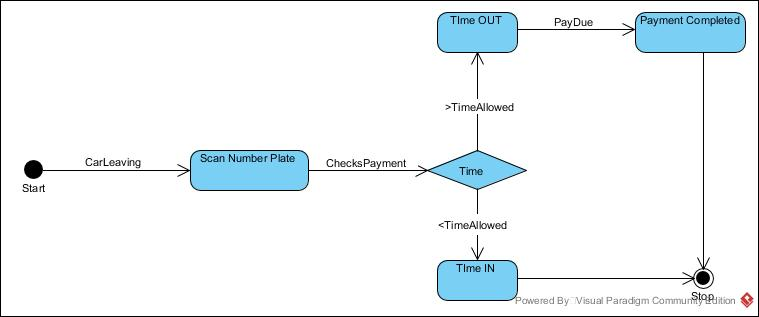 TIme OUT
PayDue
Payment Completed
>TimeAllowed
CarLeaving
Scan Number Plate
ChecksPayment
Time
Start
<TimeAllowed
TIme IN
Stop
Powered By Visual Paradigm Community Edition